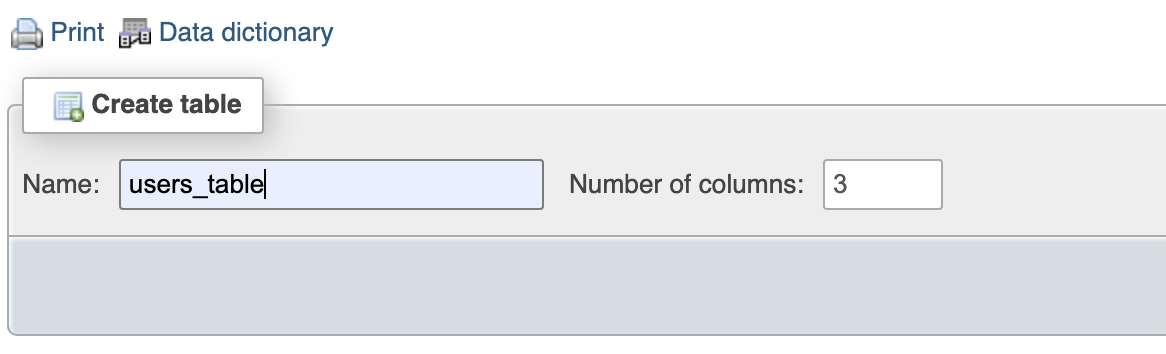 Print Data dictionary
Create table
Name: users_table Number of columns: 3